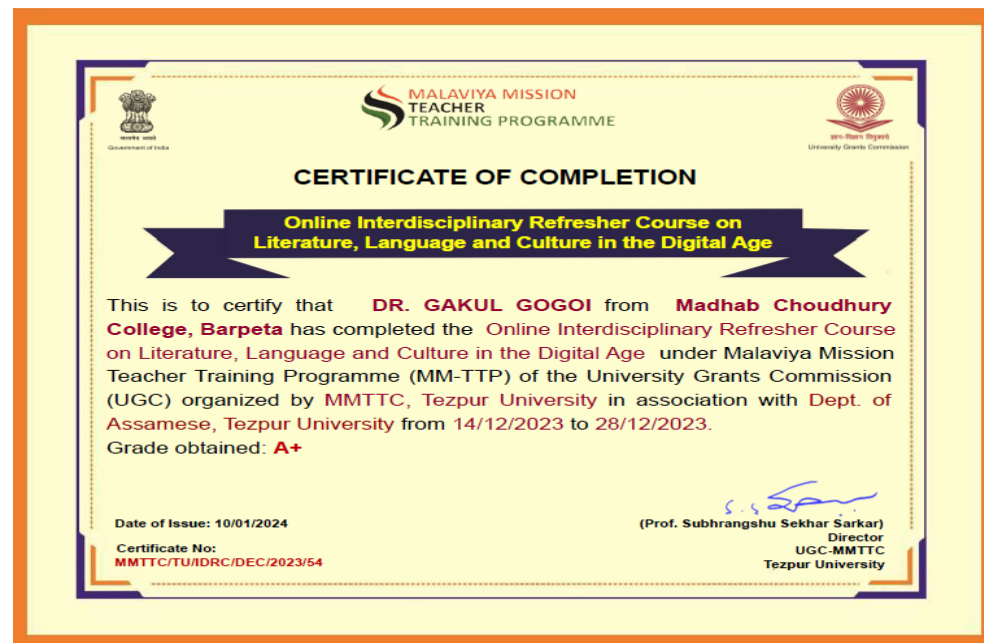 MALAVIYA MISSION
TEACHER
TRAINING PROGRAMME
सत्यमेव जयते
Government of India
ज्ञान-विज्ञान विमुक्तये
University Grants Commission
CERTIFICATE OF COMPLETION
Online Interdisciplinary Refresher Course on
Literature, Language and Culture in the Digital Age
This is to certify that DR. GAKUL GOGOI from Madhab Choudhury
College, Barpeta has completed the Online Interdisciplinary Refresher Course
on Literature, Language and Culture in the Digital Age under Malaviya Mission
Teacher Training Programme (MM-TTP) of the University Grants Commission
(UGC) organized by MMTTC, Tezpur University in association with Dept. of
Assamese, Tezpur University from 14/12/2023 to 28/12/2023.
Grade obtained: A+
Date of Issue: 10/01/2024
Certificate No:
MMTTC/TU/IDRC/DEC/2023/54
(Prof. Subhrangshu Sekhar Sarkar)
Director
UGC-MMTTC
Tezpur University